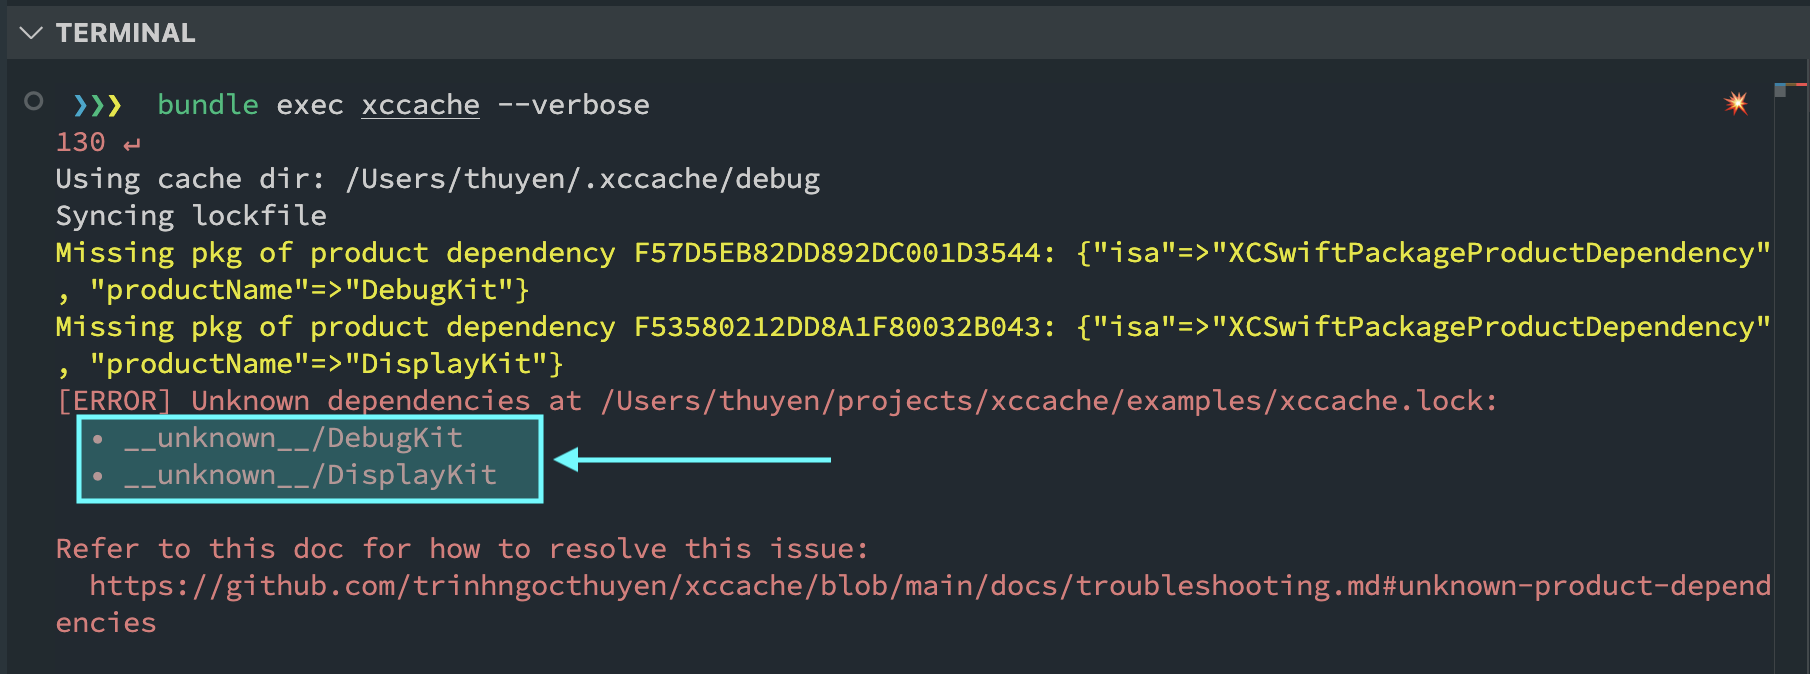 TERMINAL
❯❯❯ bundle exec xccache --verbose
130 ↵
Using cache dir: /Users/thuyen/.xccache/debug
Syncing lockfile
Missing pkg of product dependency F57D5EB82DD892DC001D3544: {"isa"=>"XCSwiftPackageProductDependency"
, "productName"=>"DebugKit"}
Missing pkg of product dependency F53580212DD8A1F80032B043: {"isa"=>"XCSwiftPackageProductDependency"
, "productName"=>"DisplayKit"}
[ERROR] Unknown dependencies at /Users/thuyen/projects/xccache/examples/xccache.lock:
• __unknown__/DebugKit
• __unknown__/DisplayKit
Refer to this doc for how to resolve this issue:
https://github.com/trinhngocthuyen/xccache/blob/main/docs/troubleshooting.md#unknown-product-depend
encies